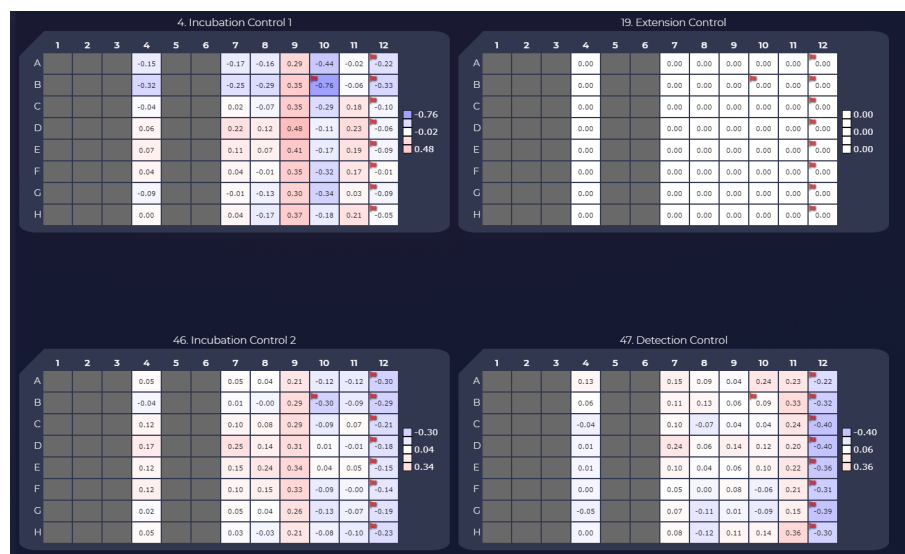 4. Incubation Control 1
1 2 3 4 5 6 7 8 9 10 11 12
A -0.15 -0.17 -0.16 0.29 -0.44 -0.02 -0.22
B -0.32 -0.25 -0.29 0.35 -0.76 -0.06 -0.33
C -0.04 0.02 -0.07 0.35 -0.29 0.18 -0.10
D 0.06 0.22 0.12 0.48 -0.11 0.23 -0.06
E 0.07 0.11 0.07 0.41 -0.17 0.19 -0.09
F 0.04 0.04 -0.01 0.35 -0.32 0.17 -0.01
G -0.09 -0.01 -0.13 0.30 -0.34 0.03 -0.09
H 0.00 0.04 -0.17 0.37 -0.18 0.21 -0.05
-0.76
-0.02
0.48
19. Extension Control
1 2 3 4 5 6 7 8 9 10 11 12
A 0.00 0.00 0.00 0.00 0.00 0.00 0.00
B 0.00 0.00 0.00 0.00 0.00 0.00 0.00
C 0.00 0.00 0.00 0.00 0.00 0.00 0.00
D 0.00 0.00 0.00 0.00 0.00 0.00 0.00
E 0.00 0.00 0.00 0.00 0.00 0.00 0.00
F 0.00 0.00 0.00 0.00 0.00 0.00 0.00
G 0.00 0.00 0.00 0.00 0.00 0.00 0.00
H 0.00 0.00 0.00 0.00 0.00 0.00 0.00
0.00
0.00
0.00
46. Incubation Control 2
1 2 3 4 5 6 7 8 9 10 11 12
A 0.05 0.05 0.04 0.21 -0.12 -0.12 -0.30
B -0.04 0.01 -0.00 0.29 -0.30 -0.09 -0.29
C 0.12 0.10 0.08 0.29 -0.09 0.07 -0.21
D 0.17 0.25 0.14 0.31 0.01 -0.01 -0.18
E 0.12 0.15 0.24 0.34 0.04 0.05 -0.15
F 0.12 0.10 0.15 0.33 -0.09 -0.00 -0.14
G 0.02 0.05 0.04 0.26 -0.13 -0.07 -0.19
H 0.05 0.03 -0.03 0.21 -0.08 -0.10 -0.23
-0.30
0.04
0.34
47. Detection Control
1 2 3 4 5 6 7 8 9 10 11 12
A 0.13 0.15 0.09 0.04 0.24 0.23 -0.22
B 0.06 0.11 0.13 0.06 0.09 0.33 -0.32
C -0.04 0.10 -0.07 0.04 0.04 0.24 -0.40
D 0.01 0.24 0.06 0.14 0.12 0.20 -0.40
E 0.01 0.10 0.04 0.06 0.10 0.22 -0.36
F 0.00 0.05 0.00 0.08 -0.06 0.21 -0.31
G -0.05 0.07 -0.11 0.01 -0.09 0.15 -0.39
H 0.00 0.08 -0.12 0.11 0.14 0.36 -0.30
-0.40
0.06
0.36